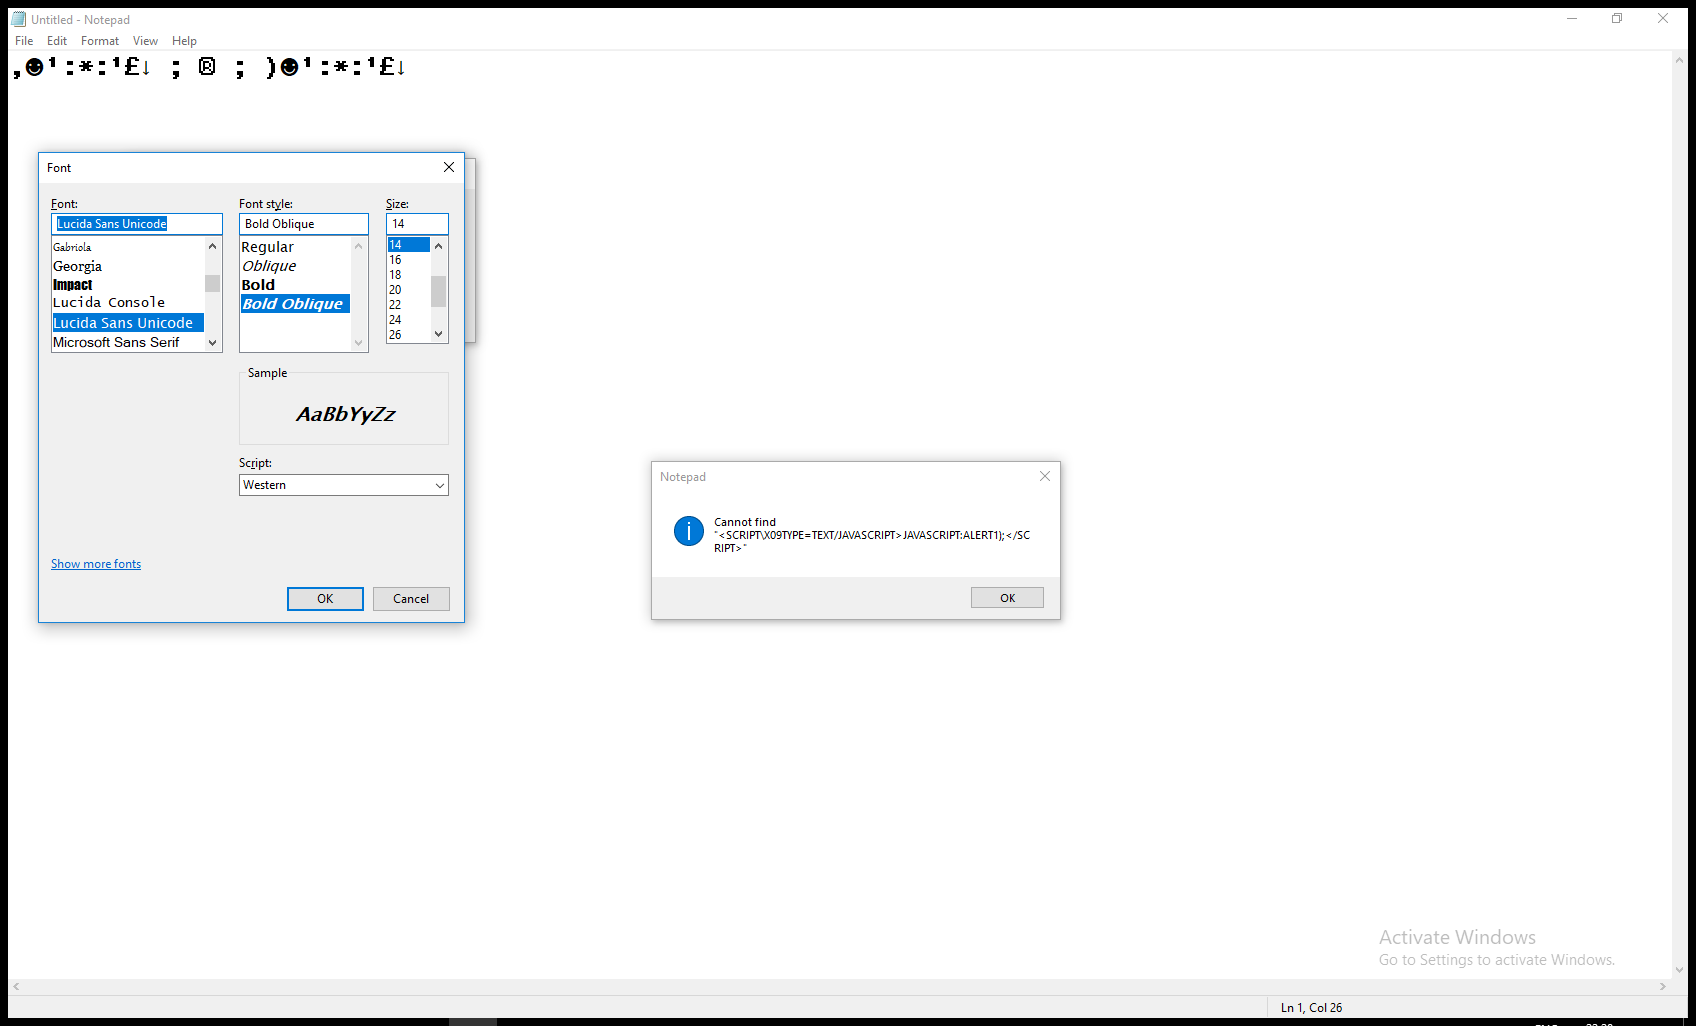 Untitled - Notepad
File Edit Format View Help
,☻¹:*:¹£↓ ; ® ; )☻¹:*:¹£↓
Font
Font: Font style: Size:
Lucida Sans Unicode Bold Oblique 14
Gabriola
Georgia
Impact
Lucida Console
Lucida Sans Unicode
Microsoft Sans Serif
Regular
Oblique
Bold
Bold Oblique
14
16
18
20
22
24
26
Sample
AaBbYyZz
Script:
Western
Show more fonts
OK Cancel
Notepad
Cannot find
"<SCRIPT\X09TYPE=TEXT/JAVASCRIPT>JAVASCRIPT:ALERT1);</SC
RIPT>"
OK
Activate Windows
Go to Settings to activate Windows.
Ln 1, Col 26